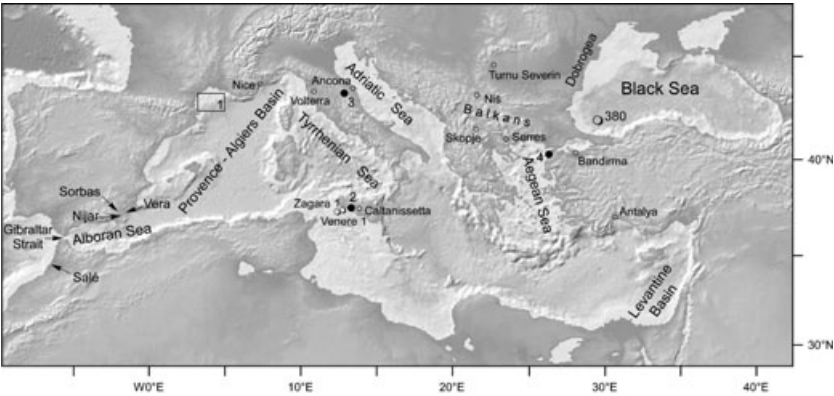 Dobrogea
Turnu Severin
Black Sea
380
Nice
Ancona
Adriatic Sea
Volterra
3
1
Nis
Balkans
Skopje
Serres
4
Bandirma
40°N
Provence - Algiers Basin
Tyrrhenian Sea
Aegean Sea
Sorbas
Vera
Nijar
Gibraltar
Strait
Alboran Sea
Salé
Zagara 1
2
Caltanissetta
Venere 1
Antalya
Levantine
Basin
30°N
W0°E
10°E
20°E
30°E
40°E